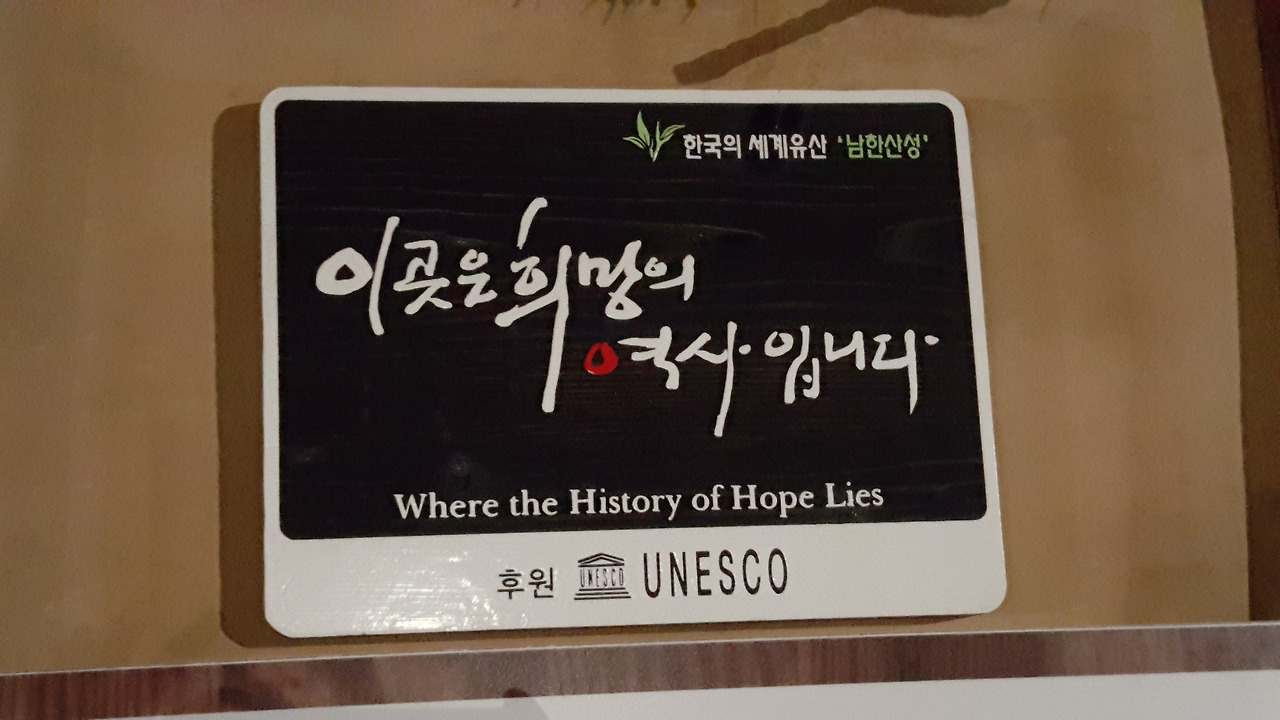 한국의 세계유산 '남한산성'
이곳은 희망의
역사입니다
Where the History of Hope Lies
후원 UNESCO UNESCO